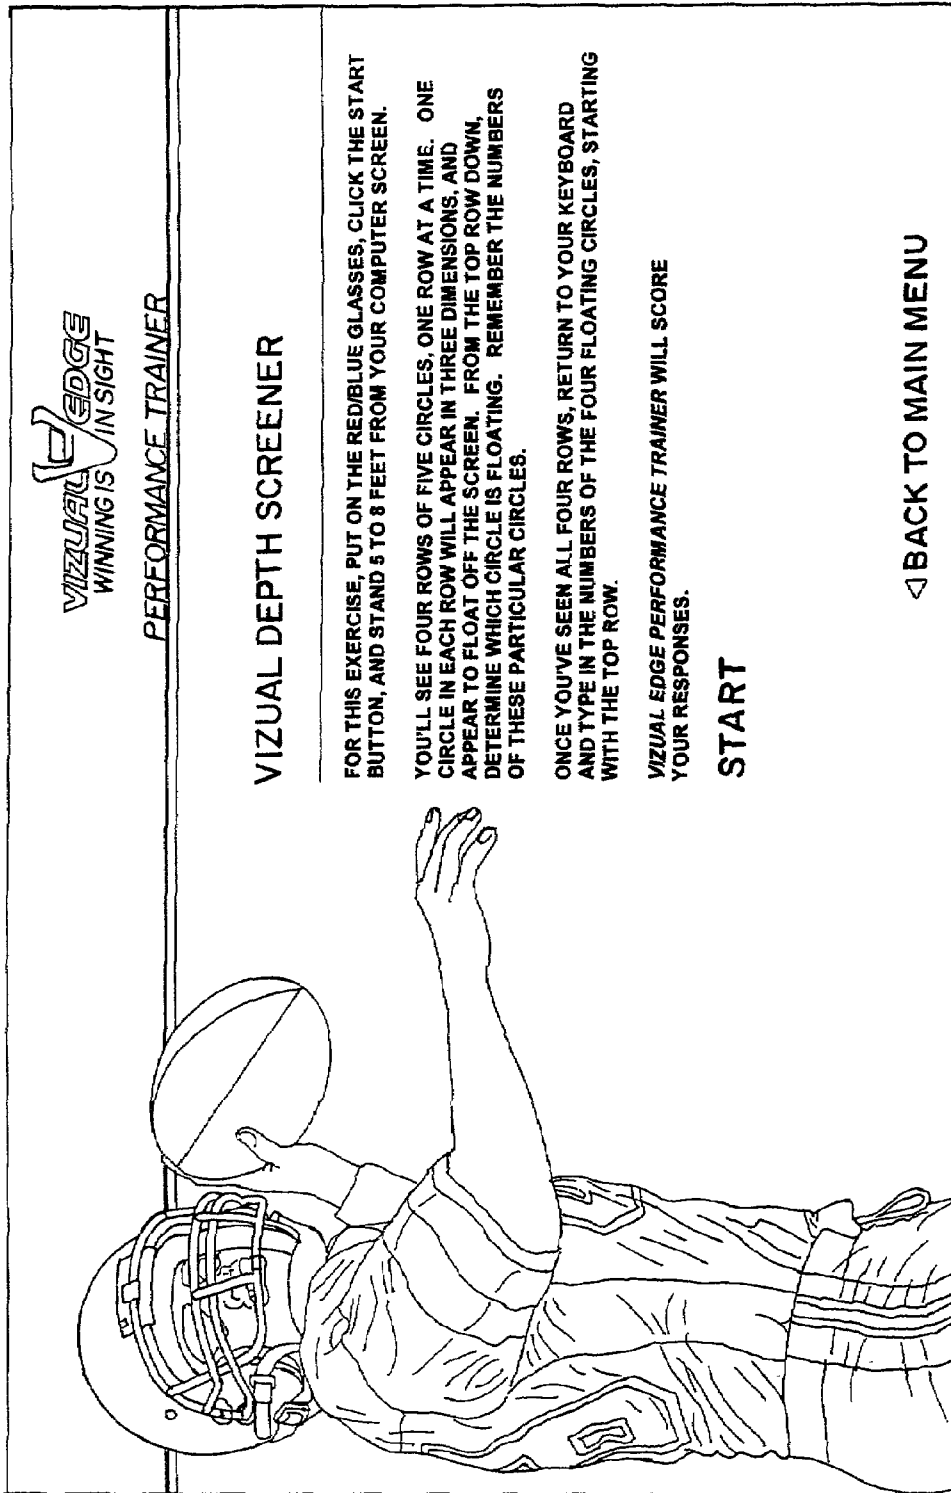 VIZUAL EDGE
WINNING IS IN SIGHT
PERFORMANCE TRAINER
VIZUAL DEPTH SCREENER
FOR THIS EXERCISE, PUT ON THE RED/BLUE GLASSES, CLICK THE START
BUTTON, AND STAND 5 TO 8 FEET FROM YOUR COMPUTER SCREEN.
YOU'LL SEE FOUR ROWS OF FIVE CIRCLES, ONE ROW AT A TIME. ONE
CIRCLE IN EACH ROW WILL APPEAR IN THREE DIMENSIONS, AND
APPEAR TO FLOAT OFF THE SCREEN. FROM THE TOP ROW DOWN,
DETERMINE WHICH CIRCLE IS FLOATING. REMEMBER THE NUMBERS
OF THESE PARTICULAR CIRCLES.
ONCE YOU'VE SEEN ALL FOUR ROWS, RETURN TO YOUR KEYBOARD
AND TYPE IN THE NUMBERS OF THE FOUR FLOATING CIRCLES, STARTING
WITH THE TOP ROW.
VIZUAL EDGE PERFORMANCE TRAINER WILL SCORE
YOUR RESPONSES.
START
◁ BACK TO MAIN MENU